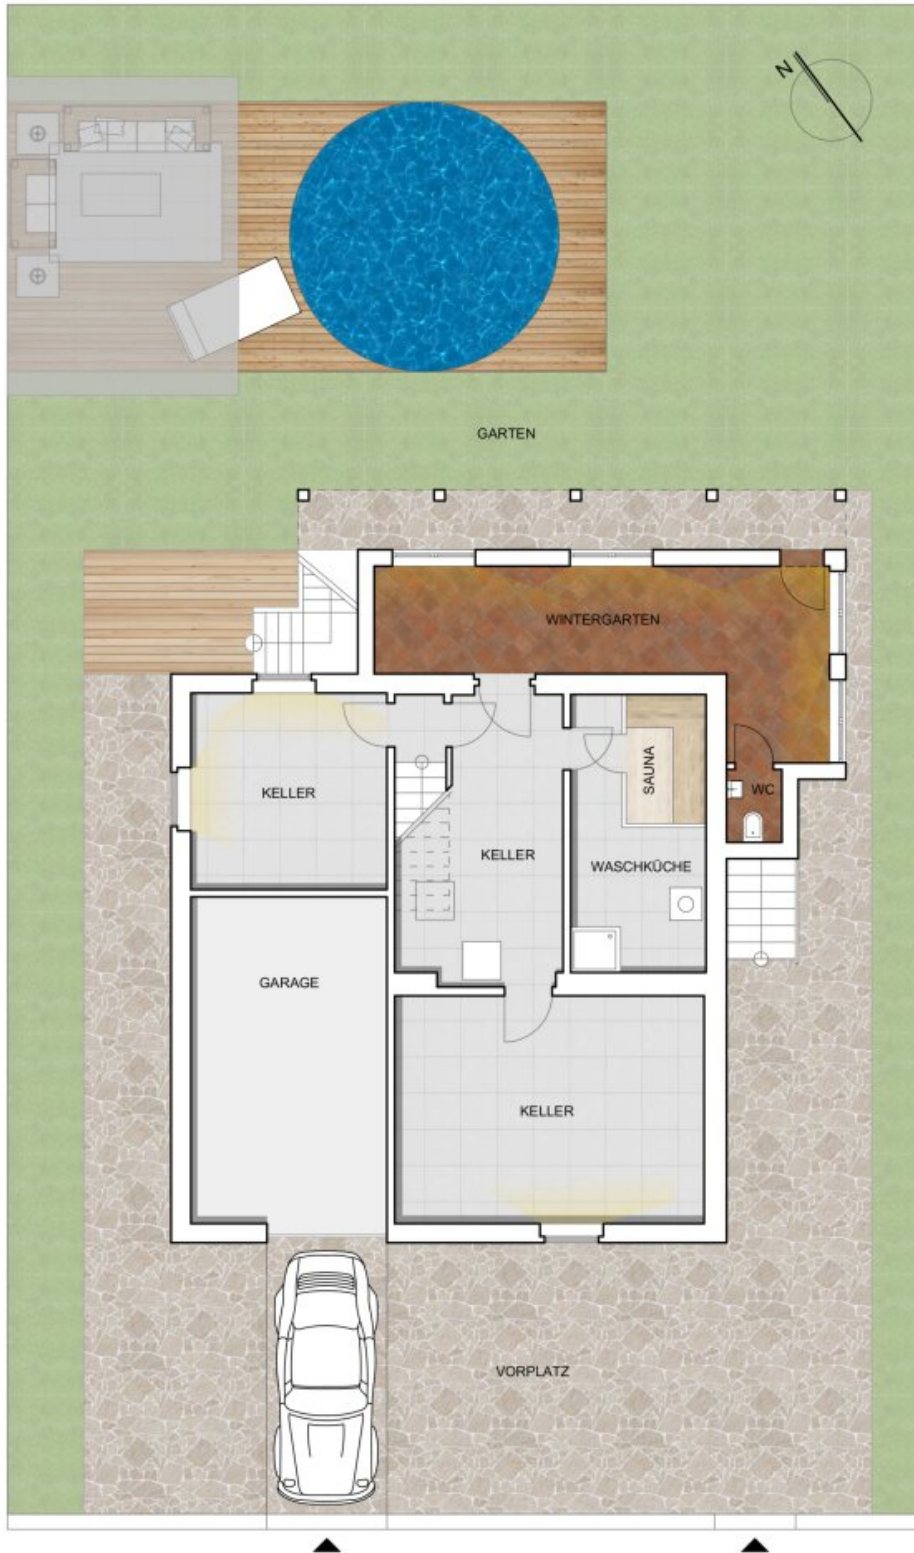 N
GARTEN
WINTERGARTEN
SAUNA
WC
KELLER
KELLER
WASCHKÜCHE
GARAGE
KELLER
VORPLATZ